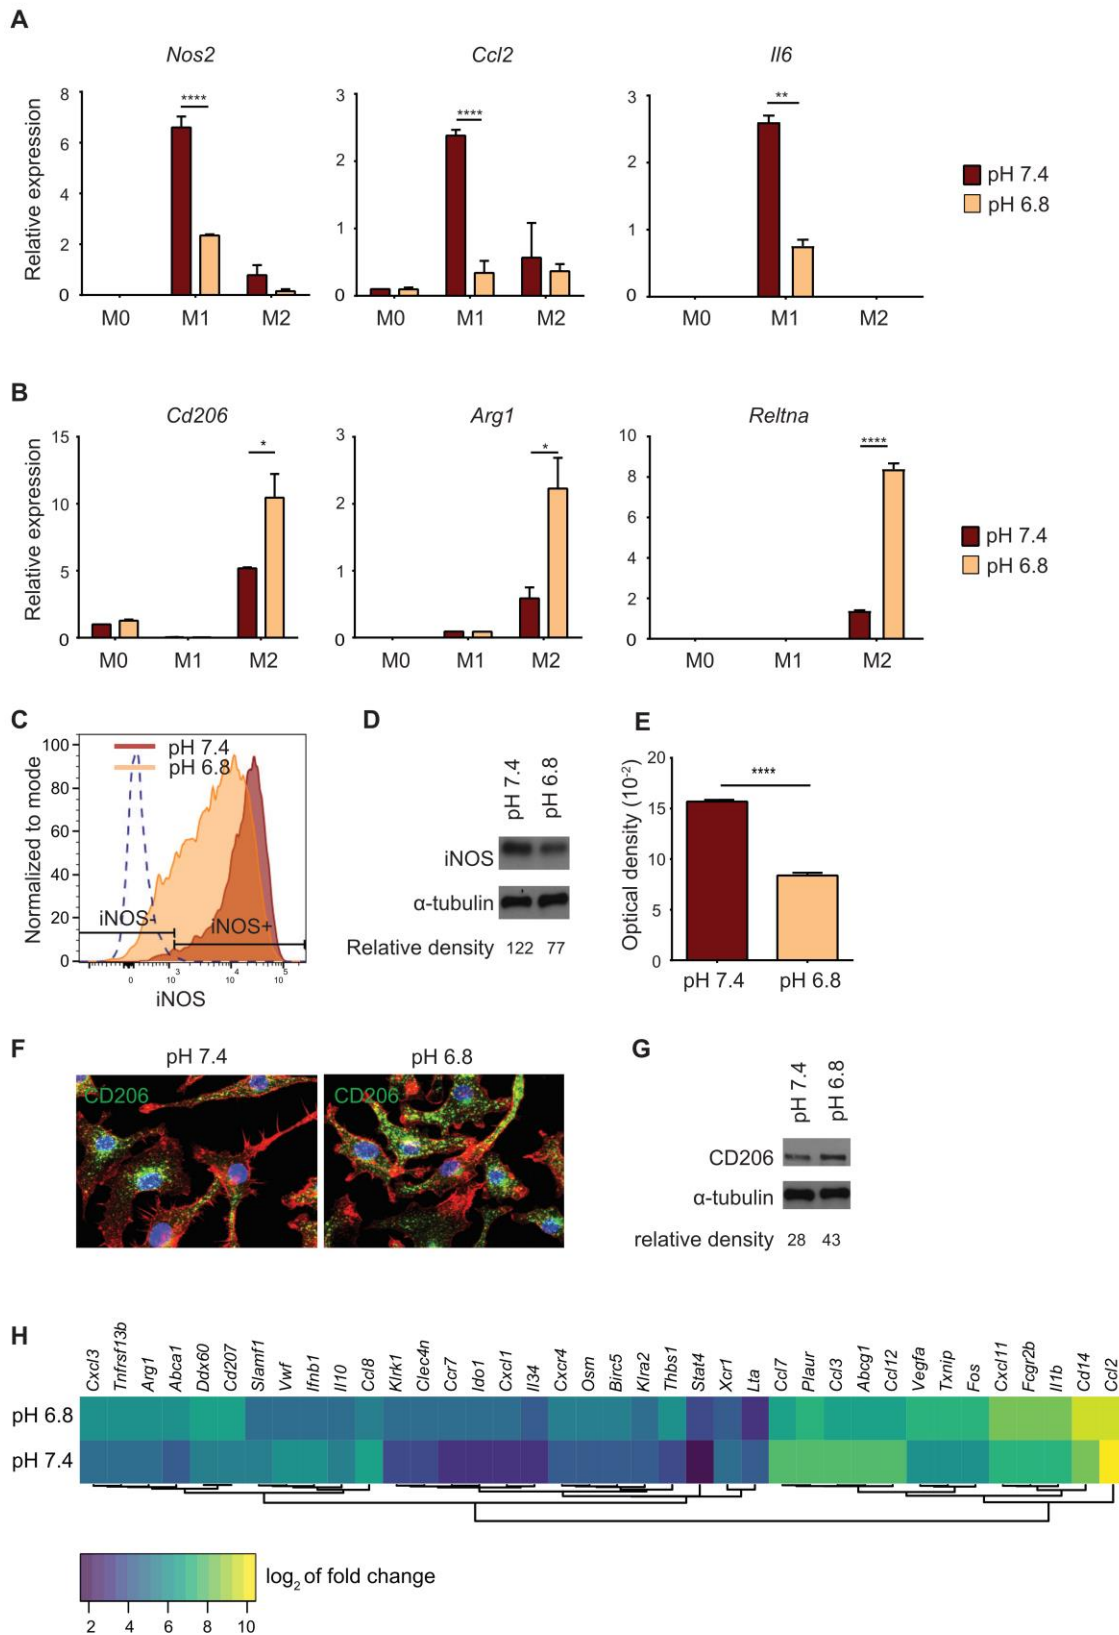 A
Nos2 Ccl2 Il6
Relative expression
8
6
4
2
0
****
M0 M1 M2
3
2
1
0
****
M0 M1 M2
3
2
1
0
**
M0 M1 M2
pH 7.4
pH 6.8
B
Cd206 Arg1 Reltna
Relative expression
15
10
5
0
*
M0 M1 M2
3
2
1
0
*
M0 M1 M2
10
8
6
4
2
0
****
M0 M1 M2
pH 7.4
pH 6.8
C
Normalized to mode
100
80
60
40
20
0
pH 7.4
pH 6.8
iNOS-
iNOS+
0 10^3 10^4 10^5
iNOS
D
pH 7.4 pH 6.8
iNOS
α-tubulin
Relative density 122 77
E
Optical density (10^-2)
20
15
10
5
0
****
pH 7.4 pH 6.8
F
pH 7.4 pH 6.8
CD206 CD206
G
pH 7.4 pH 6.8
CD206
α-tubulin
relative density 28 43
H
Cxcl3 Tnfrsf13b Arg1 Abca1 Ddx60 Cd207 Slamf1 Vwf Ifnb1 Il10 Ccl8 Klrk1 Clec4n Ccr7 Ido1 Cxcl1 Il34 Cxcr4 Osm Birc5 Klra2 Thbs1 Stat4 Xcr1 Lta Ccl7 Plaur Ccl3 Abcg1 Ccl12 Vegfa Txnip Fos Cxcl11 Fcgr2b Il1b Cd14 Ccl2
pH 6.8
pH 7.4
log2 of fold change
2 4 6 8 10